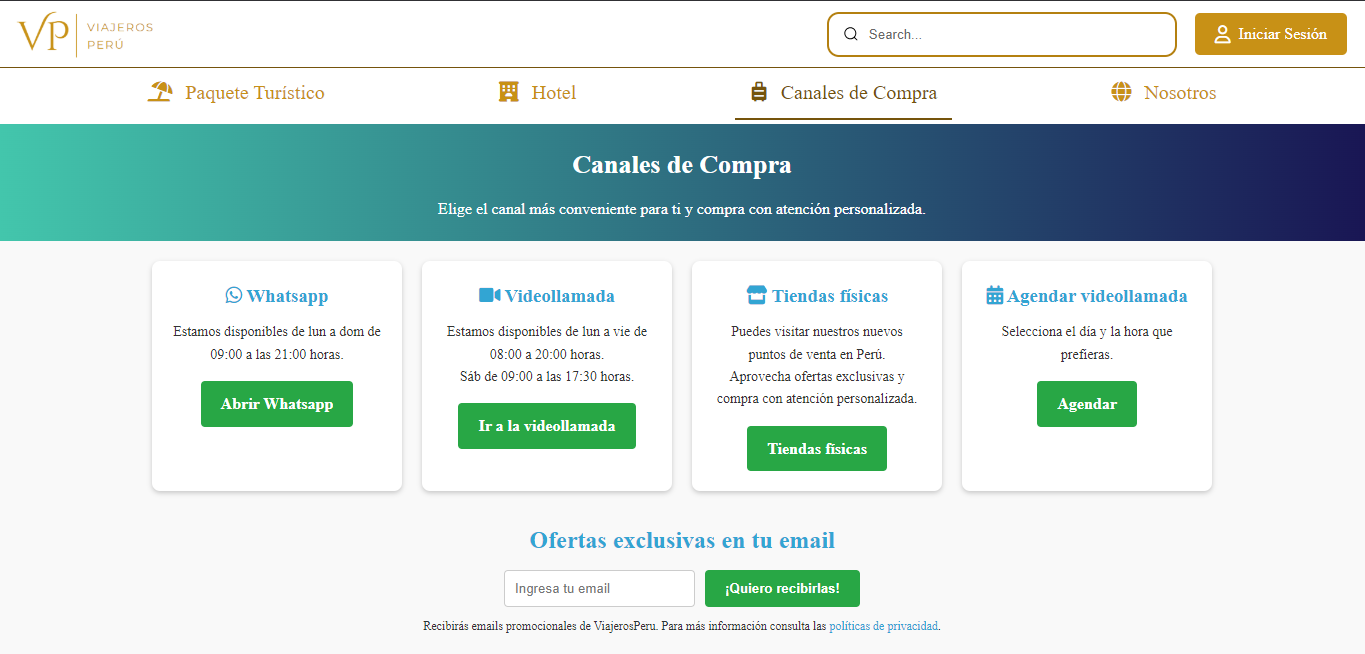 VP VIAJEROS
PERÚ
Search...
Iniciar Sesión
Paquete Turístico
Hotel
Canales de Compra
Nosotros
Canales de Compra
Elige el canal más conveniente para ti y compra con atención personalizada.
Whatsapp
Estamos disponibles de lun a dom de
09:00 a las 21:00 horas.
Abrir Whatsapp
Videollamada
Estamos disponibles de lun a vie de
08:00 a 20:00 horas.
Sáb de 09:00 a las 17:30 horas.
Ir a la videollamada
Tiendas físicas
Puedes visitar nuestros nuevos
puntos de venta en Perú.
Aprovecha ofertas exclusivas y
compra con atención personalizada.
Tiendas físicas
Agendar videollamada
Selecciona el día y la hora que
prefieras.
Agendar
Ofertas exclusivas en tu email
Ingresa tu email
¡Quiero recibirlas!
Recibirás emails promocionales de ViajerosPeru. Para más información consulta las políticas de privacidad.